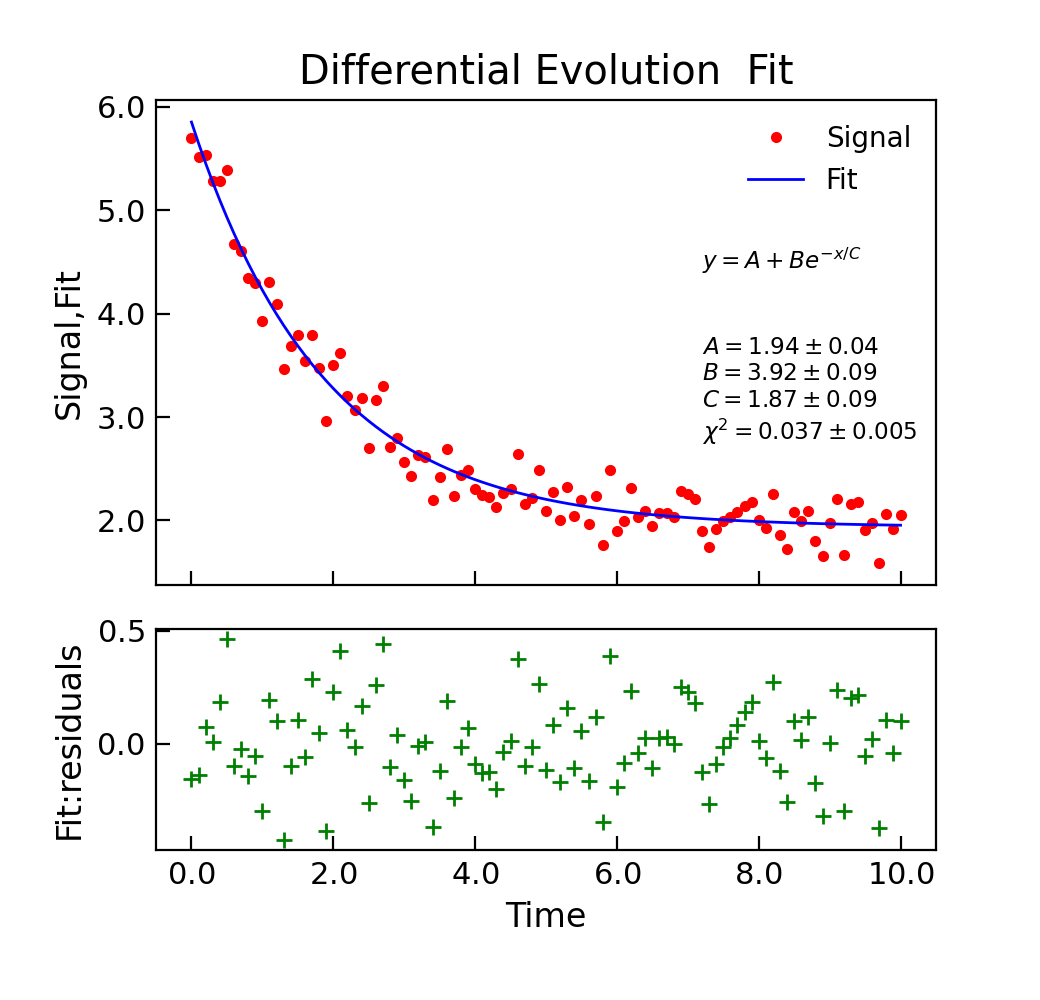 Differential Evolution  Fit
6.0
5.0
4.0
3.0
2.0
Signal,Fit
Signal
Fit
y = A + Be^{−x/C}
A = 1.94 ± 0.04
B = 3.92 ± 0.09
C = 1.87 ± 0.09
χ² = 0.037 ± 0.005
0.5
0.0
Fit:residuals
0.0 2.0 4.0 6.0 8.0 10.0
Time